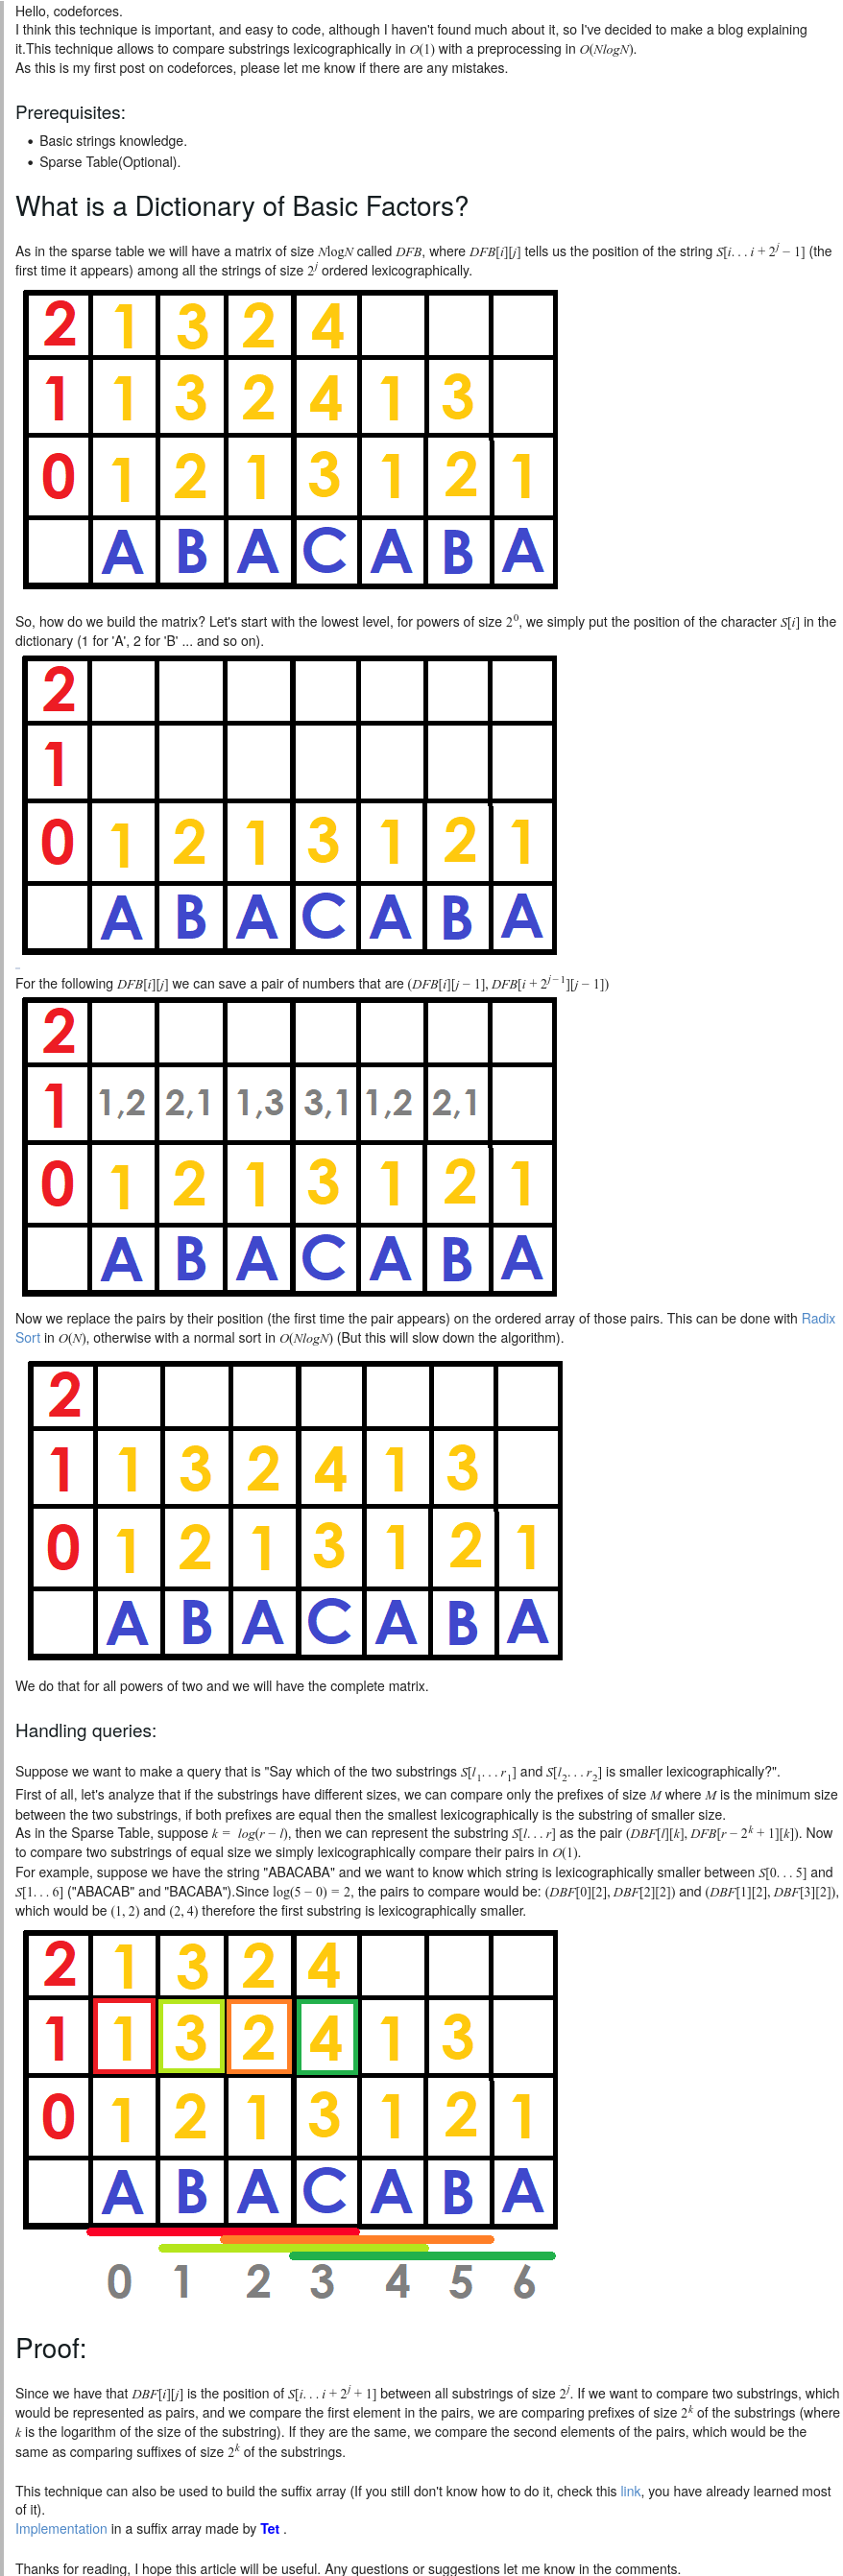 Hello, codeforces.
I think this technique is important, and easy to code, although I haven't found much about it, so I've decided to make a blog explaining
it.This technique allows to compare substrings lexicographically in O(1) with a preprocessing in O(NlogN).
As this is my first post on codeforces, please let me know if there are any mistakes.
Prerequisites:
• Basic strings knowledge.
• Sparse Table(Optional).
What is a Dictionary of Basic Factors?
As in the sparse table we will have a matrix of size NlogN called DFB, where DFB[i][j] tells us the position of the string S[i. . . i + 2^j − 1] (the
first time it appears) among all the strings of size 2^j ordered lexicographically.
2 1 3 2 4
1 1 3 2 4 1 3
0 1 2 1 3 1 2 1
A B A C A B A
So, how do we build the matrix? Let's start with the lowest level, for powers of size 2^0, we simply put the position of the character S[i] in the
dictionary (1 for 'A', 2 for 'B' ... and so on).
2
1
0 1 2 1 3 1 2 1
A B A C A B A
For the following DFB[i][j] we can save a pair of numbers that are (DFB[i][j − 1], DFB[i + 2^{j−1}][j − 1])
2
1 1,2 2,1 1,3 3,1 1,2 2,1
0 1 2 1 3 1 2 1
A B A C A B A
Now we replace the pairs by their position (the first time the pair appears) on the ordered array of those pairs. This can be done with Radix
Sort in O(N), otherwise with a normal sort in O(NlogN) (But this will slow down the algorithm).
2
1 1 3 2 4 1 3
0 1 2 1 3 1 2 1
A B A C A B A
We do that for all powers of two and we will have the complete matrix.
Handling queries:
Suppose we want to make a query that is "Say which of the two substrings S[l₁. . . r₁] and S[l₂. . . r₂] is smaller lexicographically?".
First of all, let's analyze that if the substrings have different sizes, we can compare only the prefixes of size M where M is the minimum size
between the two substrings, if both prefixes are equal then the smallest lexicographically is the substring of smaller size.
As in the Sparse Table, suppose k = log(r − l), then we can represent the substring S[l. . . r] as the pair (DBF[l][k], DFB[r − 2^k + 1][k]). Now
to compare two substrings of equal size we simply lexicographically compare their pairs in O(1).
For example, suppose we have the string "ABACABA" and we want to know which string is lexicographically smaller between S[0. . . 5] and
S[1. . . 6] ("ABACAB" and "BACABA").Since log(5 − 0) = 2, the pairs to compare would be: (DBF[0][2], DBF[2][2]) and (DBF[1][2], DBF[3][2]),
which would be (1, 2) and (2, 4) therefore the first substring is lexicographically smaller.
2 1 3 2 4
1 1 3 2 4 1 3
0 1 2 1 3 1 2 1
A B A C A B A
0 1 2 3 4 5 6
Proof:
Since we have that DBF[i][j] is the position of S[i. . . i + 2^j + 1] between all substrings of size 2^j. If we want to compare two substrings, which
would be represented as pairs, and we compare the first element in the pairs, we are comparing prefixes of size 2^k of the substrings (where
k is the logarithm of the size of the substring). If they are the same, we compare the second elements of the pairs, which would be the
same as comparing suffixes of size 2^k of the substrings.
This technique can also be used to build the suffix array (If you still don't know how to do it, check this link, you have already learned most
of it).
Implementation in a suffix array made by Tet .
Thanks for reading, I hope this article will be useful. Any questions or suggestions let me know in the comments.